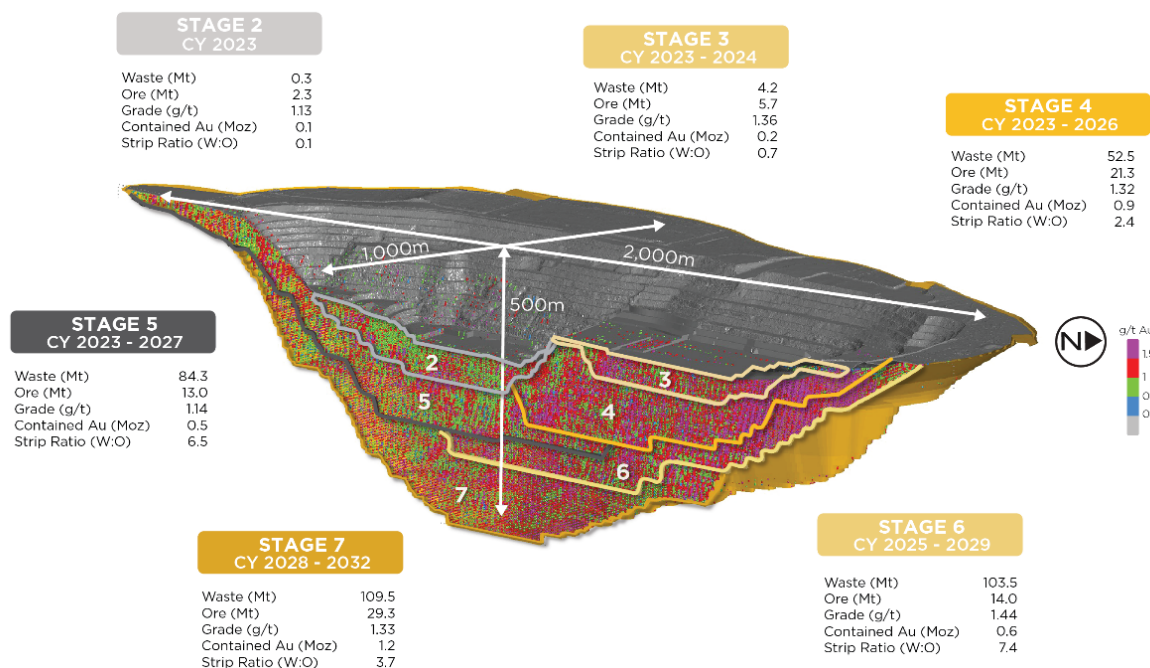 STAGE 2
CY 2023
Waste (Mt) 0.3
Ore (Mt) 2.3
Grade (g/t) 1.13
Contained Au (Moz) 0.1
Strip Ratio (W:O) 0.1
STAGE 3
CY 2023 - 2024
Waste (Mt) 4.2
Ore (Mt) 5.7
Grade (g/t) 1.36
Contained Au (Moz) 0.2
Strip Ratio (W:O) 0.7
STAGE 4
CY 2023 - 2026
Waste (Mt) 52.5
Ore (Mt) 21.3
Grade (g/t) 1.32
Contained Au (Moz) 0.9
Strip Ratio (W:O) 2.4
1,000m
2,000m
500m
2
3
4
5
6
7
N
g/t Au
1.5
1
0
0
STAGE 5
CY 2023 - 2027
Waste (Mt) 84.3
Ore (Mt) 13.0
Grade (g/t) 1.14
Contained Au (Moz) 0.5
Strip Ratio (W:O) 6.5
STAGE 7
CY 2028 - 2032
Waste (Mt) 109.5
Ore (Mt) 29.3
Grade (g/t) 1.33
Contained Au (Moz) 1.2
Strip Ratio (W:O) 3.7
STAGE 6
CY 2025 - 2029
Waste (Mt) 103.5
Ore (Mt) 14.0
Grade (g/t) 1.44
Contained Au (Moz) 0.6
Strip Ratio (W:O) 7.4